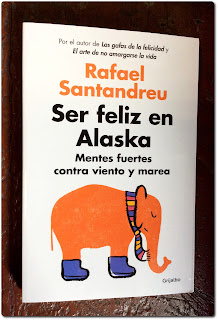 Por el autor de Las gafas de la felicidad y
El arte de no amargarse la vida
Rafael
Santandreu
Ser feliz en
Alaska
Mentes fuertes
contra viento y marea
Grijalbo